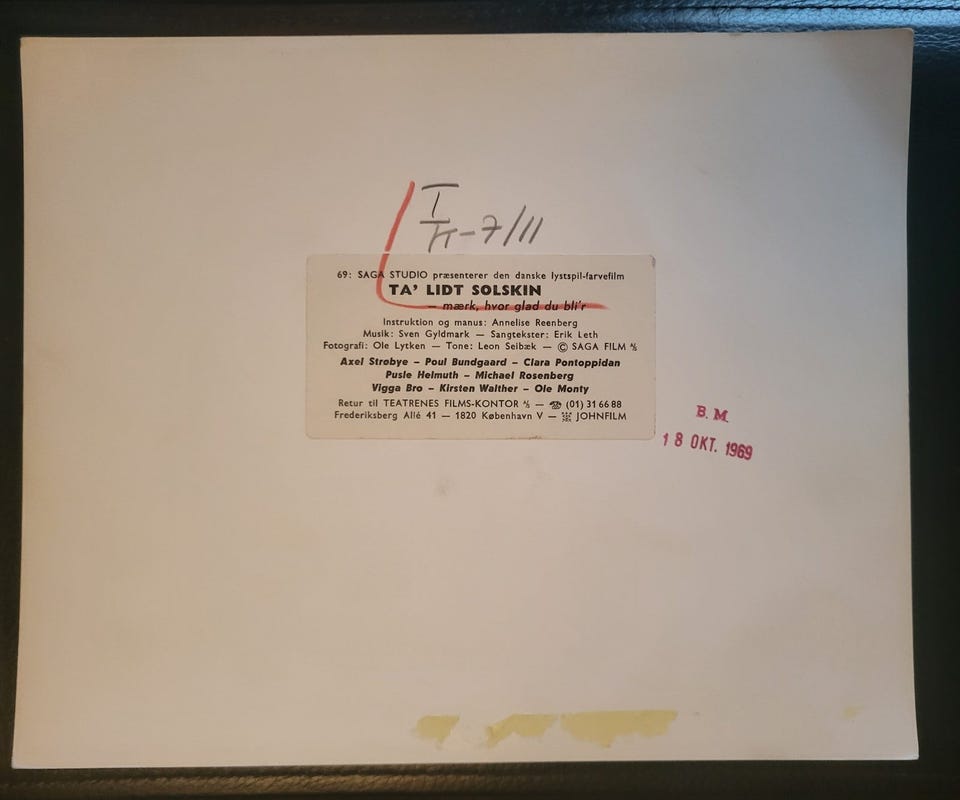 I
II-7/11
69: SAGA STUDIO præsenterer den danske lystspil-farvefilm
TA' LIDT SOLSKIN
— mærk, hvor glad du bli'r
Instruktion og manus: Annelise Reenberg
Musik: Sven Gyldmark — Sangtekster: Erik Leth
Fotografi: Ole Lytken — Tone: Leon Seibæk — © SAGA FILM A/S
Axel Strøbye – Poul Bundgaard – Clara Pontoppidan
Pusle Helmuth – Michael Rosenberg
Vigga Bro – Kirsten Walther – Ole Monty
Retur til TEATRENES FILMS-KONTOR A/S — ☎ (01) 31 66 88
Frederiksberg Allé 41 — 1820 København V — JOHNFILM
B. M.
18 OKT. 1969